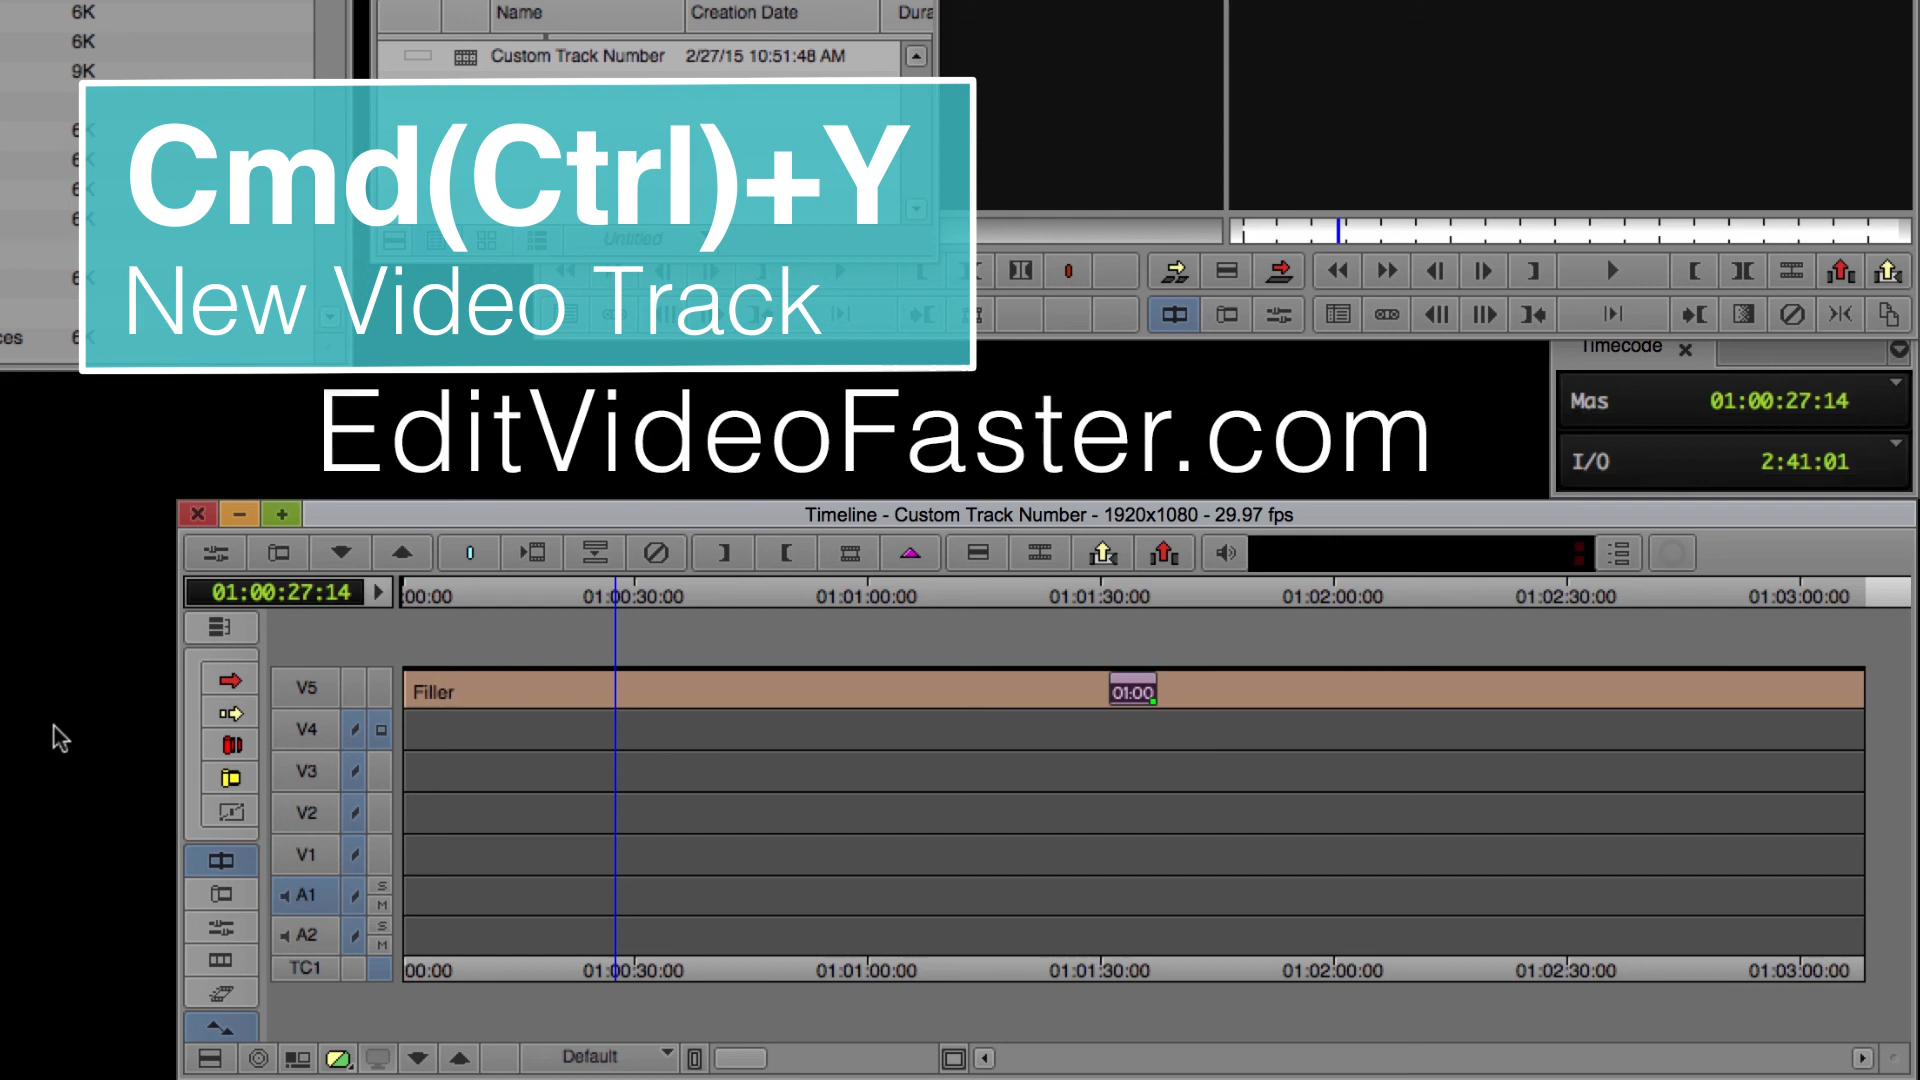 6K
6K
9K
Name Creation Date Dura
Custom Track Number 2/27/15 10:51:48 AM
Untitled
Cmd(Ctrl)+Y
New Video Track
ces
EditVideoFaster.com
Timecode
Mas 01:00:27:14
I/O 2:41:01
Timeline - Custom Track Number - 1920x1080 - 29.97 fps
01:00:27:14
:00:00 01:00:30:00 01:01:00:00 01:01:30:00 01:02:00:00 01:02:30:00 01:03:00:00
V5
Filler
01:00
V4
V3
V2
V1
A1 S M
A2 S M
TC1
00:00 01:00:30:00 01:01:00:00 01:01:30:00 01:02:00:00 01:02:30:00 01:03:00:00
Default